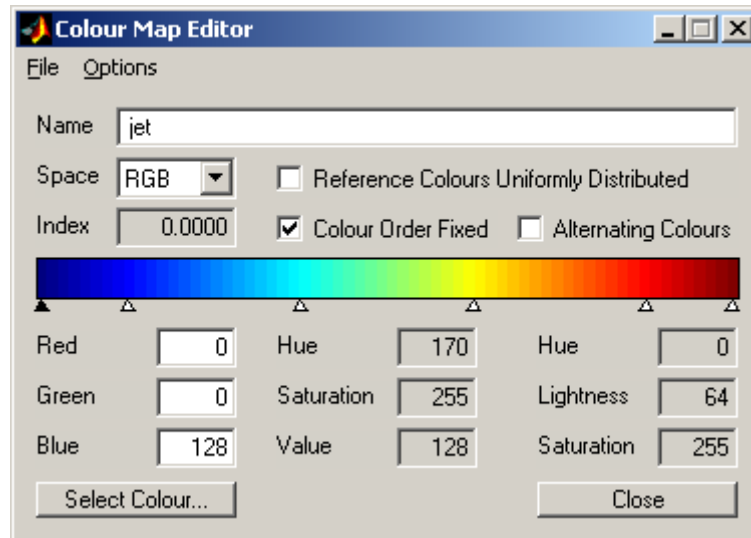 Colour Map Editor
File Options
Name jet
Space RGB Reference Colours Uniformly Distributed
Index 0.0000 Colour Order Fixed Alternating Colours
Red 0 Hue 170 Hue 0
Green 0 Saturation 255 Lightness 64
Blue 128 Value 128 Saturation 255
Select Colour... Close